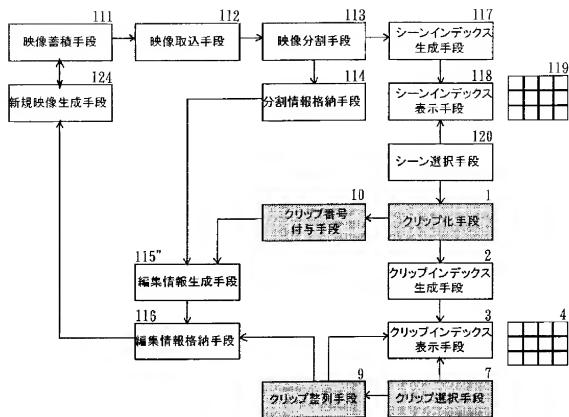 111
映像蓄積手段
112
映像取込手段
113
映像分割手段
117
シーンインデックス
生成手段
124
新規映像生成手段
114
分割情報格納手段
118
シーンインデックス
表示手段
119
120
シーン選択手段
10
クリップ番号
付与手段
1
クリップ化手段
115"
編集情報生成手段
2
クリップインデックス
生成手段
116
編集情報格納手段
3
クリップインデックス
表示手段
4
9
クリップ整列手段
7
クリップ選択手段